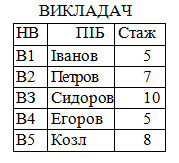 ВИКЛАДАЧ
НВ ПІБ Стаж
В1 Іванов 5
В2 Петров 7
В3 Сидоров 10
В4 Егоров 5
В5 Козл 8